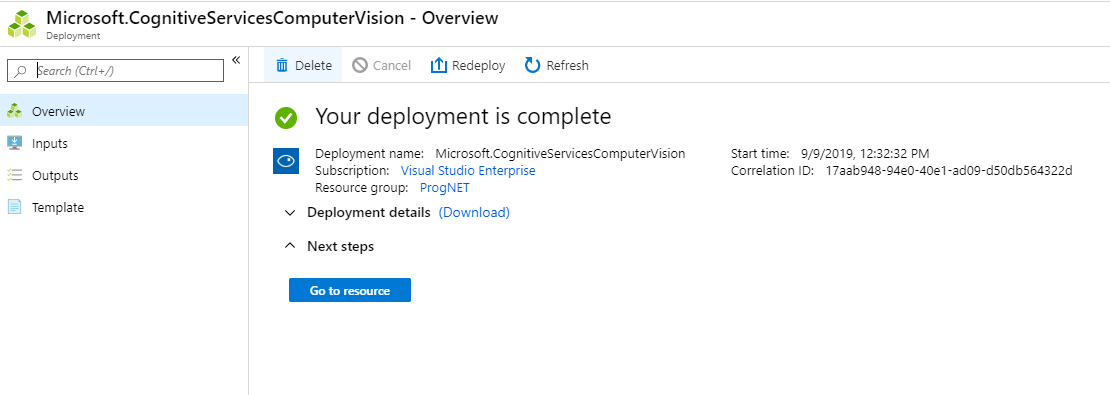 Microsoft.CognitiveServicesComputerVision - Overview
Deployment
Search (Ctrl+/)
«
Delete
Cancel
Redeploy
Refresh
Overview
Inputs
Outputs
Template
Your deployment is complete
Deployment name: Microsoft.CognitiveServicesComputerVision
Subscription: Visual Studio Enterprise
Resource group: ProgNET
Start time: 9/9/2019, 12:32:32 PM
Correlation ID: 17aab948-94e0-40e1-ad09-d50db564322d
Deployment details (Download)
Next steps
Go to resource